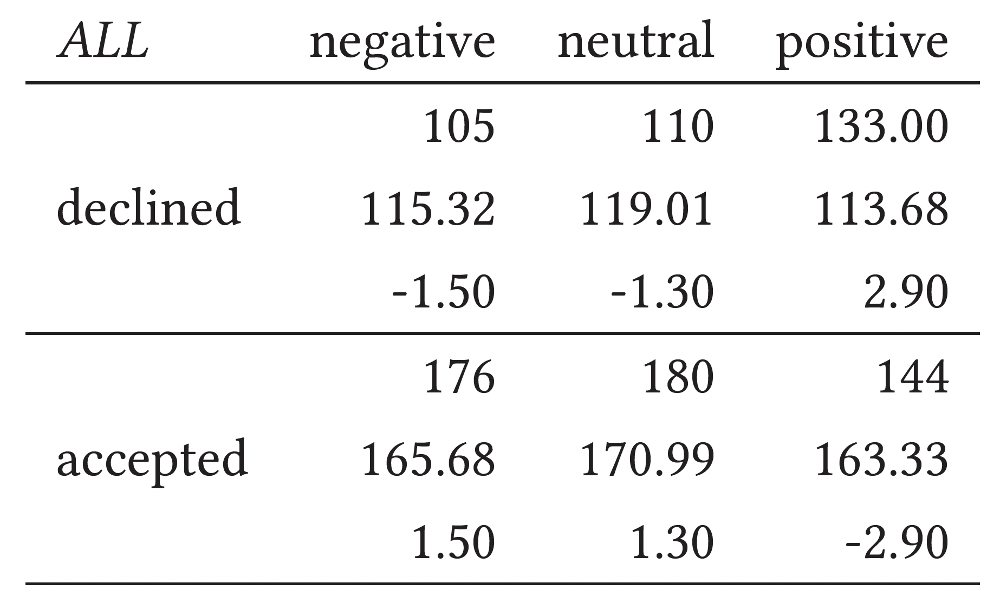 ALL negative neutral positive
105 110 133.00
declined 115.32 119.01 113.68
-1.50 -1.30 2.90
176 180 144
accepted 165.68 170.99 163.33
1.50 1.30 -2.90